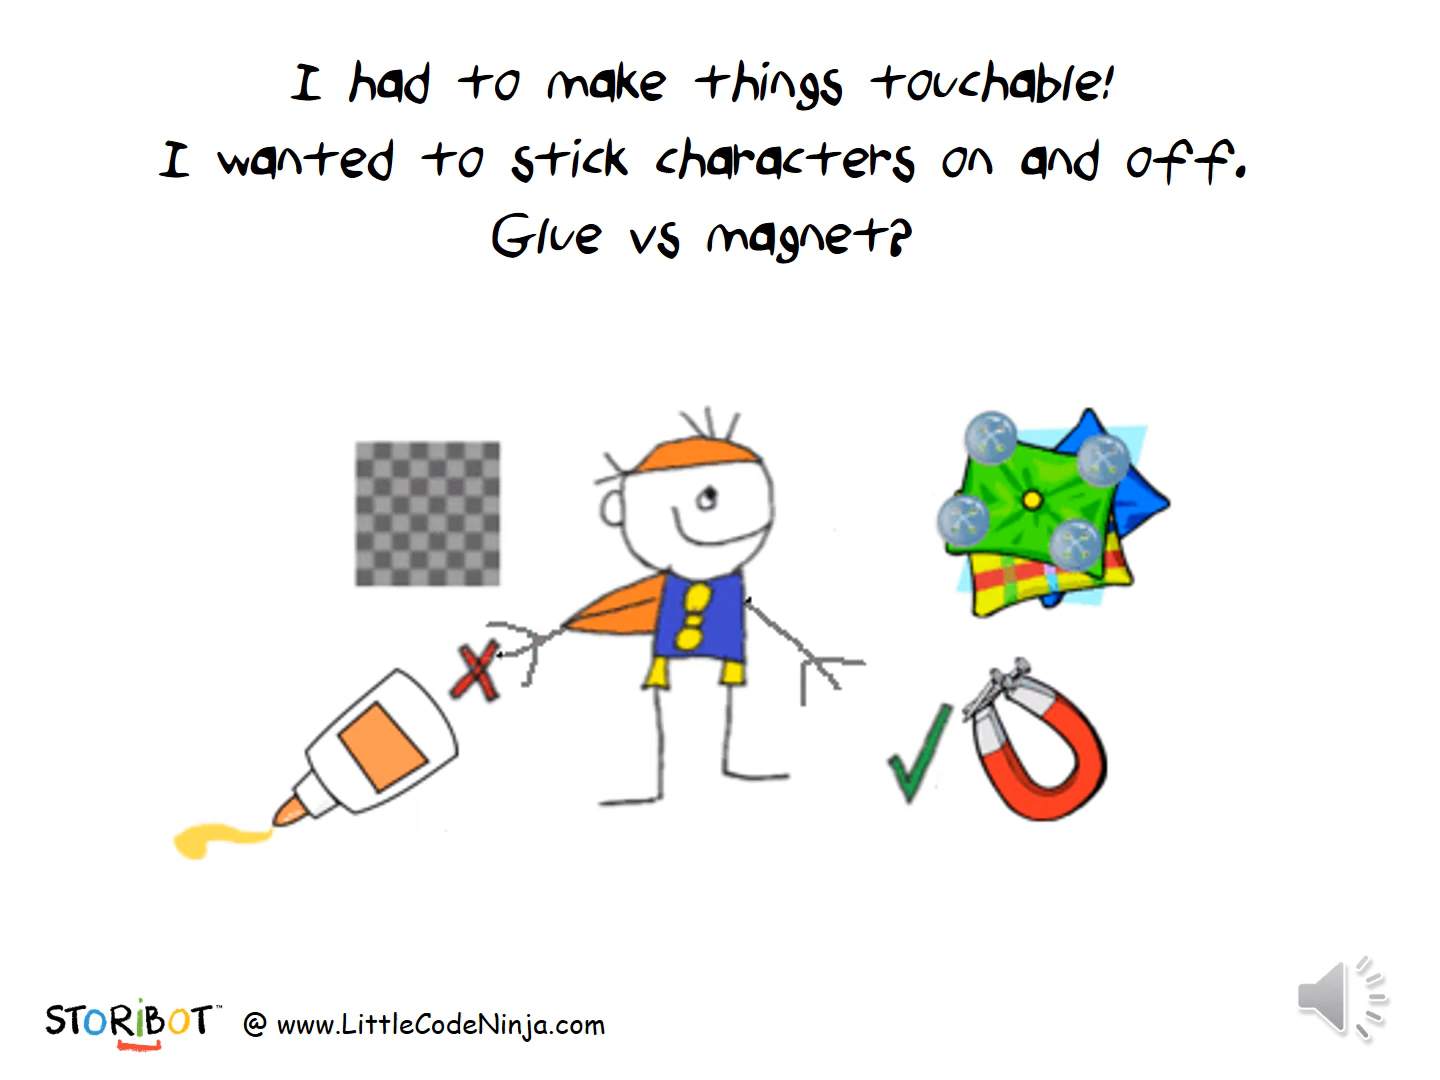 I had to make things touchable!
I wanted to stick characters on and off.
Glue vs magnet?
STORiBOT™ @ www.LittleCodeNinja.com